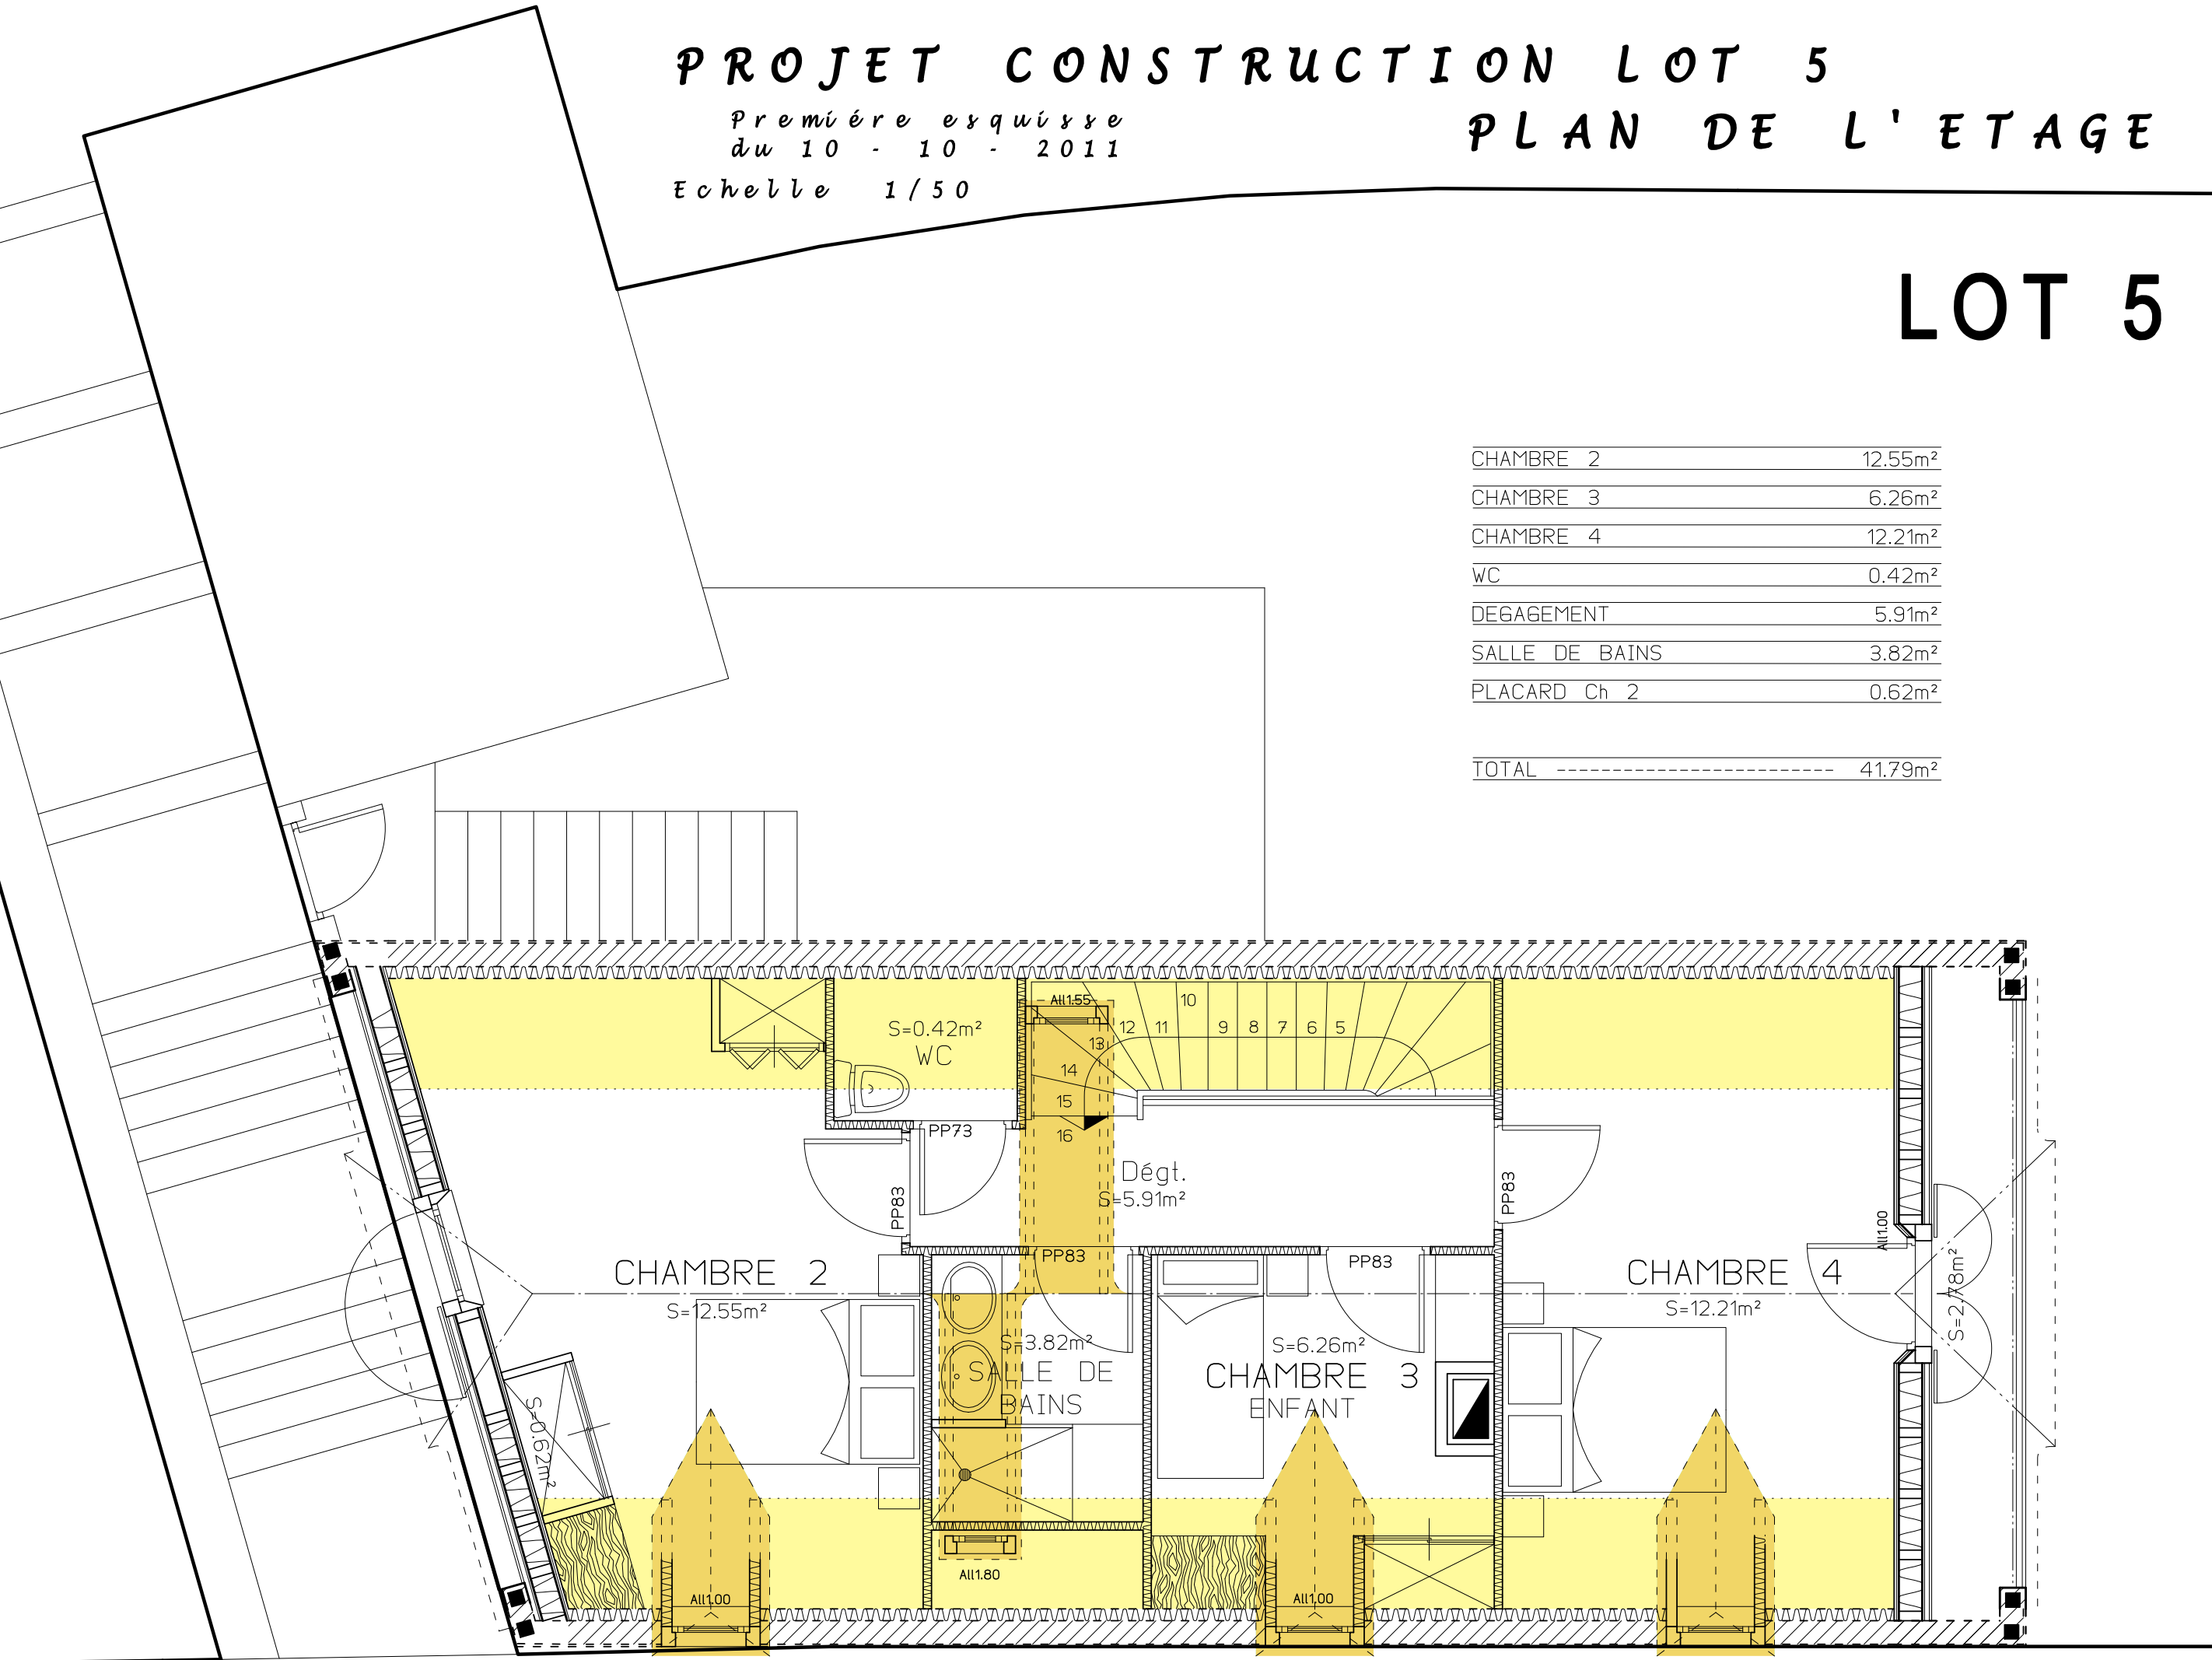 PROJET CONSTRUCTION LOT 5
Premiére esquisse
du 10 - 10 - 2011
PLAN DE L'ETAGE
Echelle 1/50
LOT 5
CHAMBRE 2 12.55m²
CHAMBRE 3 6.26m²
CHAMBRE 4 12.21m²
WC 0.42m²
DEGAGEMENT 5.91m²
SALLE DE BAINS 3.82m²
PLACARD Ch 2 0.62m²
TOTAL ------------------------- 41.79m²
All1.55
10
S=0.42m²
WC
12 11 9 8 7 6 5
13
14
15
16
PP73
PP83
Dégt.
S=5.91m²
PP83
All1.00
PP83
PP83
CHAMBRE 2
S=12.55m²
CHAMBRE 4
S=12.21m²
S=2.78m²
S=3.82m²
SALLE DE
BAINS
S=6.26m²
CHAMBRE 3
ENFANT
S=0.62m²
All1.80
All1.00
All1.00